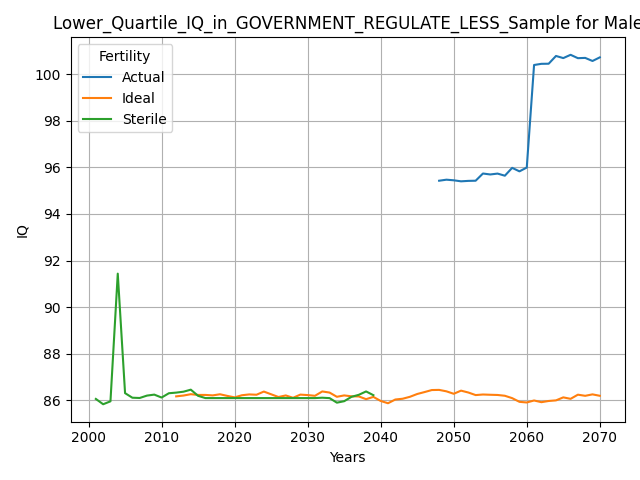 Lower_Quartile_IQ_in_GOVERNMENT_REGULATE_LESS_Sample for Male
Fertility
Actual
Ideal
Sterile
100
98
96
94
92
90
88
86
IQ
2000 2010 2020 2030 2040 2050 2060 2070
Years